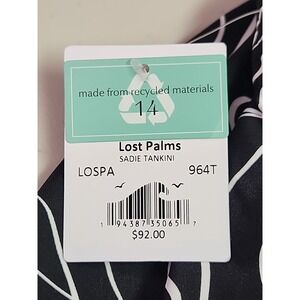 made from recycled materials
14
Lost Palms
SADIE TANKINI
LOSPA 964T
1 94387 35065 7
$92.00